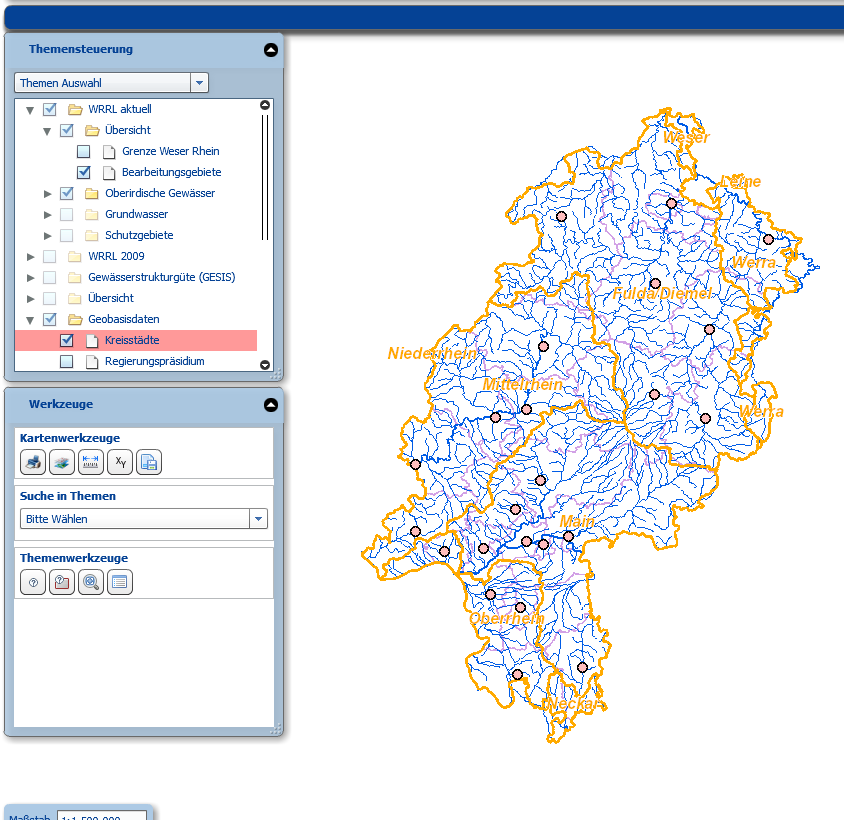 Themensteuerung
Themen Auswahl
WRRL aktuell
Übersicht
Grenze Weser Rhein
Bearbeitungsgebiete
Oberirdische Gewässer
Grundwasser
Schutzgebiete
WRRL 2009
Gewässerstrukturgüte (GESIS)
Übersicht
Geobasisdaten
Kreisstädte
Regierungspräsidium
Werkzeuge
Kartenwerkzeuge
XY
Suche in Themen
Bitte Wählen
Themenwerkzeuge
Maßstab 1:1.500.000
Weser
Leine
Werra
Fulda/Diemel
Niederrhein
Mittelrhein
Werra
Main
Oberrhein
Neckar